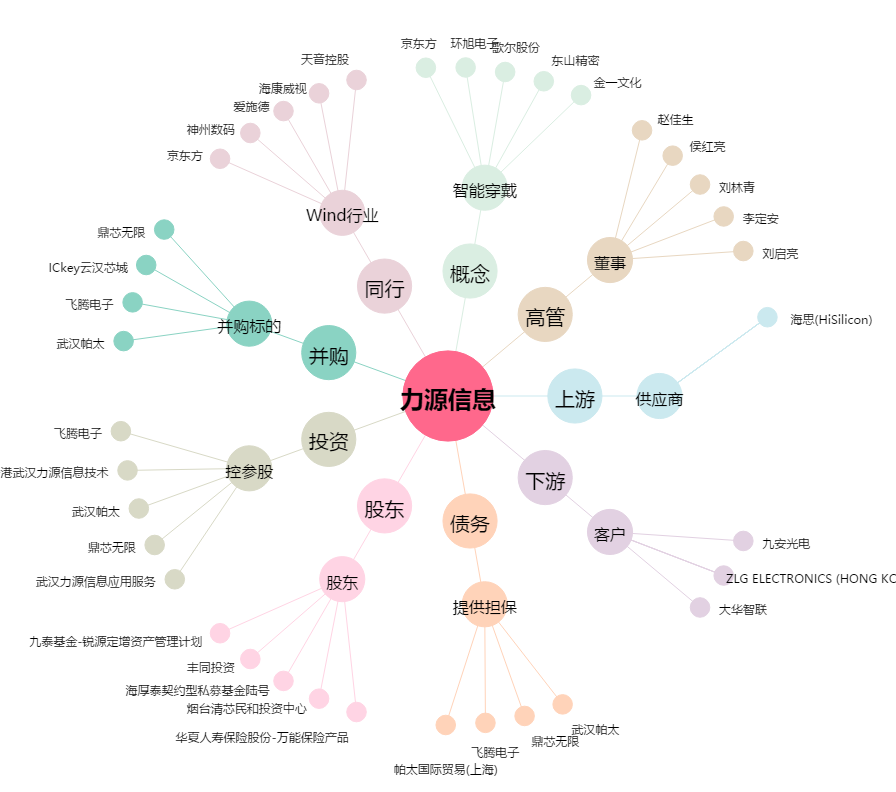 力源信息
概念
智能穿戴
京东方
环旭电子
歌尔股份
东山精密
金一文化
高管
董事
赵佳生
侯红亮
刘林青
李定安
刘启亮
上游
供应商
海思(HiSilicon)
下游
客户
九安光电
ZLG ELECTRONICS (HONG KO
大华智联
债务
提供担保
武汉帕太
鼎芯无限
飞腾电子
帕太国际贸易(上海)
股东
股东
华夏人寿保险股份-万能保险产品
烟台清芯民和投资中心
海厚泰契约型私募基金陆号
丰同投资
九泰基金-锐源定增资产管理计划
投资
控参股
武汉力源信息应用服务
鼎芯无限
武汉帕太
港武汉力源信息技术
飞腾电子
并购
并购标的
武汉帕太
飞腾电子
ICkey云汉芯城
鼎芯无限
同行
Wind行业
京东方
神州数码
爱施德
海康威视
天音控股